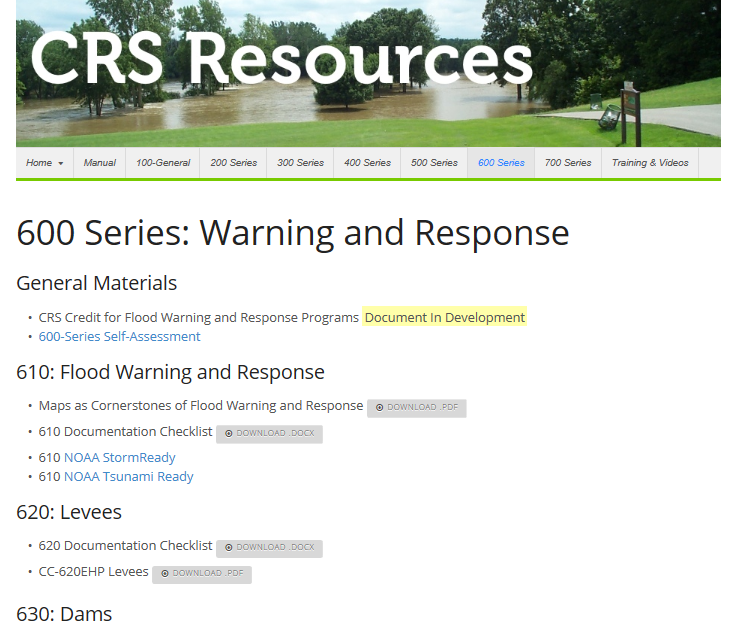 CRS Resources
Home
Manual
100-General
200 Series
300 Series
400 Series
500 Series
600 Series
700 Series
Training & Videos
600 Series: Warning and Response
General Materials
CRS Credit for Flood Warning and Response Programs Document In Development
600-Series Self-Assessment
610: Flood Warning and Response
Maps as Cornerstones of Flood Warning and Response DOWNLOAD .PDF
610 Documentation Checklist DOWNLOAD .DOCX
610 NOAA StormReady
610 NOAA Tsunami Ready
620: Levees
620 Documentation Checklist DOWNLOAD .DOCX
CC-620EHP Levees DOWNLOAD .PDF
630: Dams